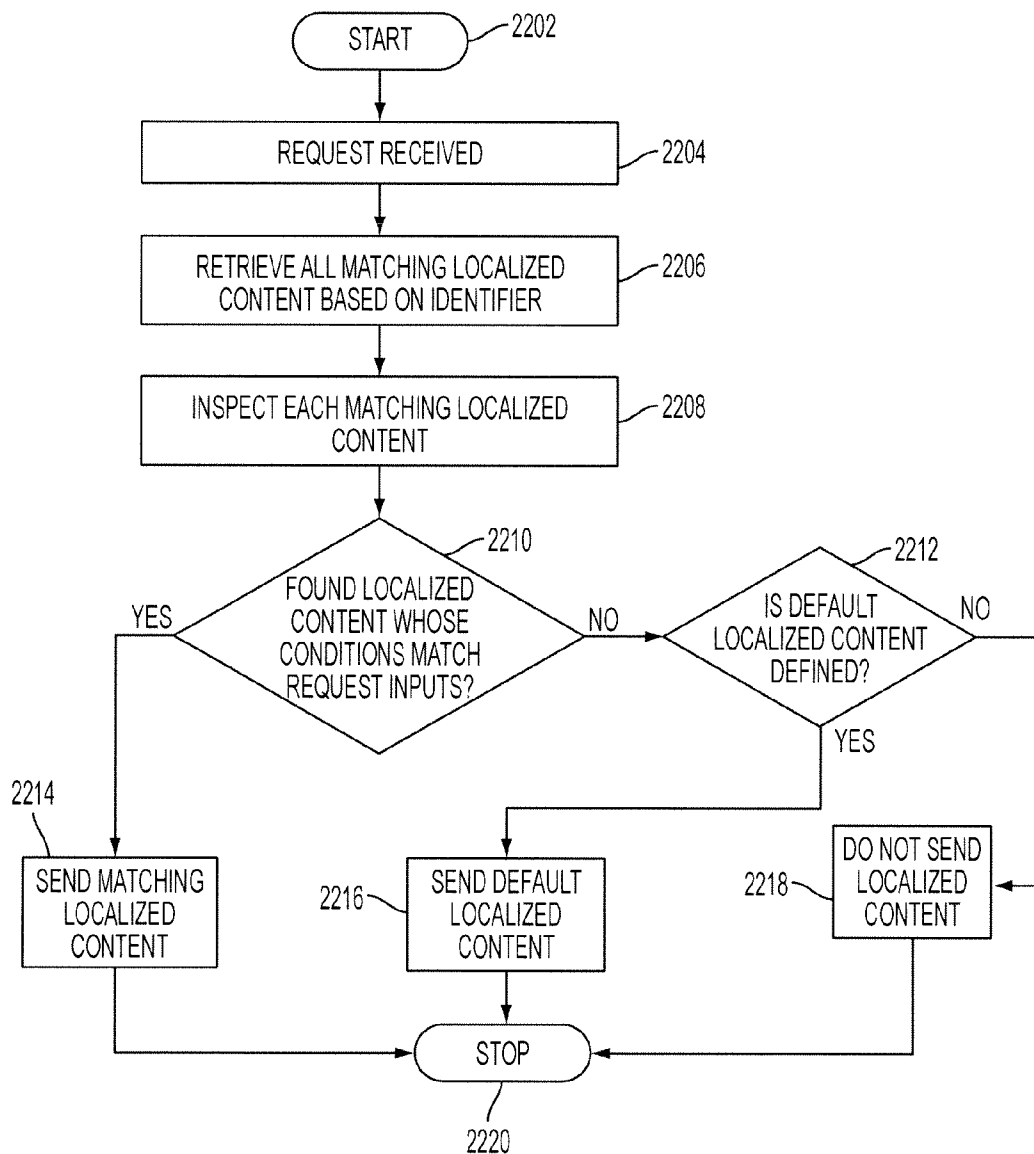 START
2202
REQUEST RECEIVED
2204
RETRIEVE ALL MATCHING LOCALIZED
CONTENT BASED ON IDENTIFIER
2206
INSPECT EACH MATCHING LOCALIZED
CONTENT
2208
2210
FOUND LOCALIZED
CONTENT WHOSE
CONDITIONS MATCH
REQUEST INPUTS?
YES
NO
2212
IS DEFAULT
LOCALIZED CONTENT
DEFINED?
NO
YES
2214
SEND MATCHING
LOCALIZED
CONTENT
2216
SEND DEFAULT
LOCALIZED
CONTENT
2218
DO NOT SEND
LOCALIZED
CONTENT
STOP
2220